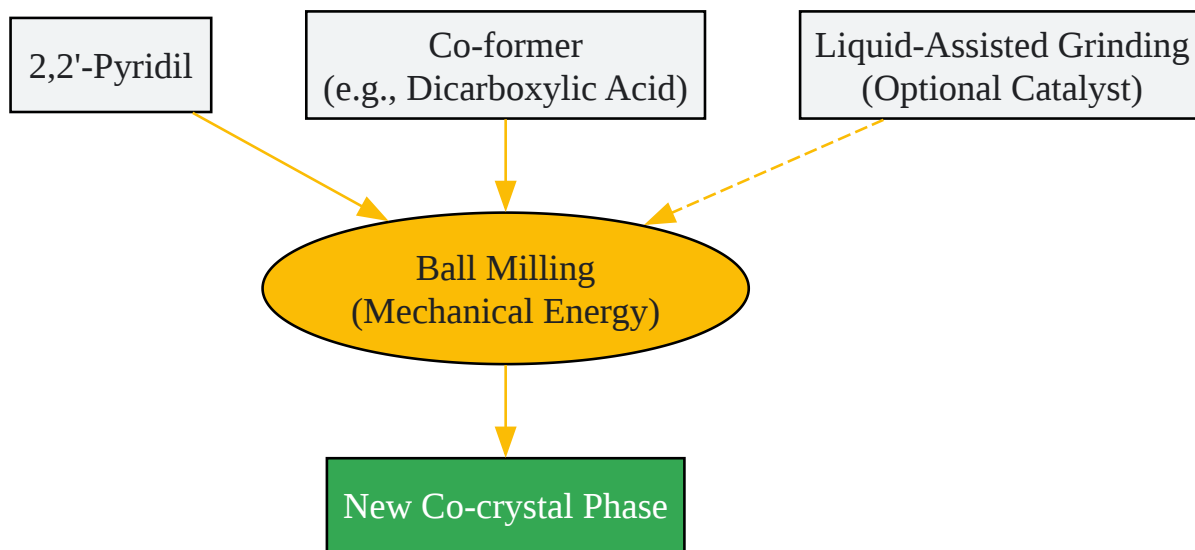 2,2'-Pyridil
Co-former
(e.g., Dicarboxylic Acid)
Liquid-Assisted Grinding
(Optional Catalyst)
Ball Milling
(Mechanical Energy)
New Co-crystal Phase